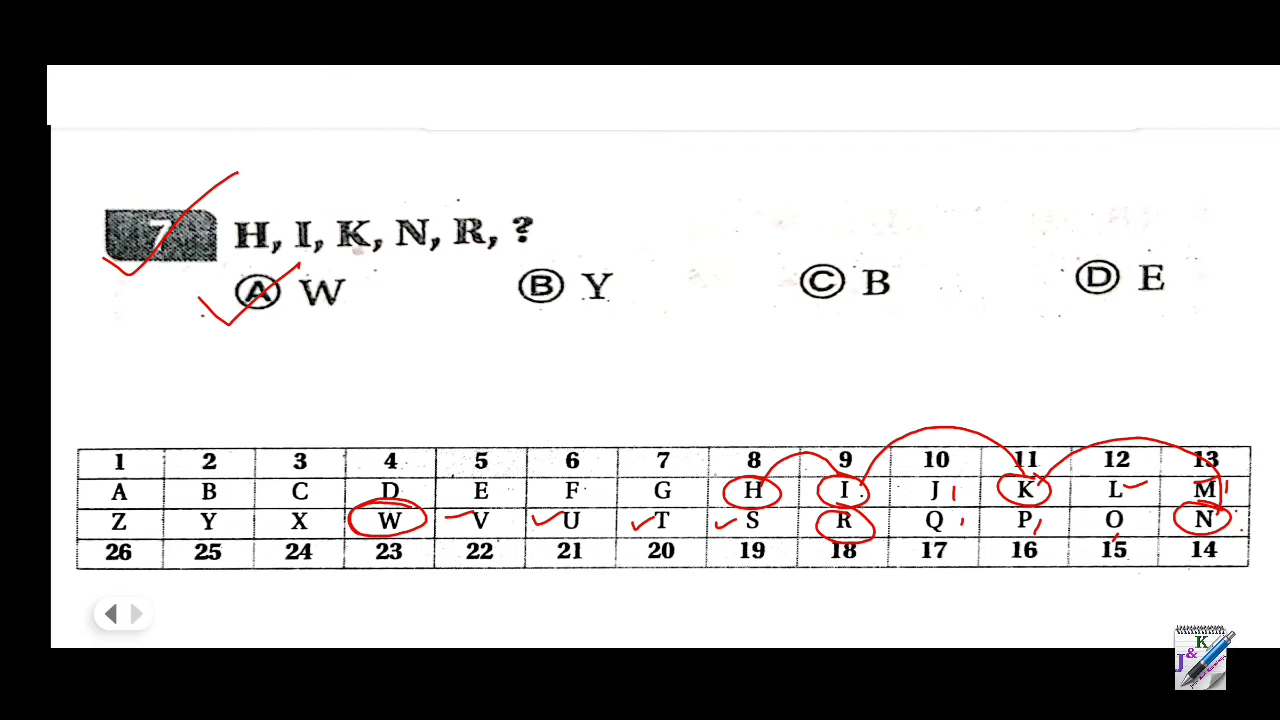 7 H, I, K, N, R, ?
A W B Y C B D E
1 2 3 4 5 6 7 8 9 10 11 12 13
A B C D E F G H I J K L M
Z Y X W V U T S R Q P O N
26 25 24 23 22 21 20 19 18 17 16 15 14
J & K